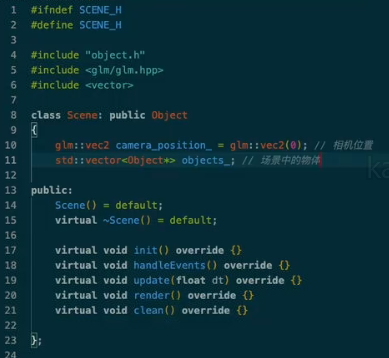 1 #ifndef SCENE_H
2 #define SCENE_H
3
4 #include "object.h"
5 #include <glm/glm.hpp>
6 #include <vector>
7
8 class Scene: public Object
9 {
10 glm::vec2 camera_position_ = glm::vec2(0); // 相机位置
11 std::vector<Object*> objects_; // 场景中的物体
12
13 public:
14 Scene() = default;
15 virtual ~Scene() = default;
16
17 virtual void init() override {}
18 virtual void handleEvents() override {}
19 virtual void update(float dt) override {}
20 virtual void render() override {}
21 virtual void clean() override {}
22
23 };
24